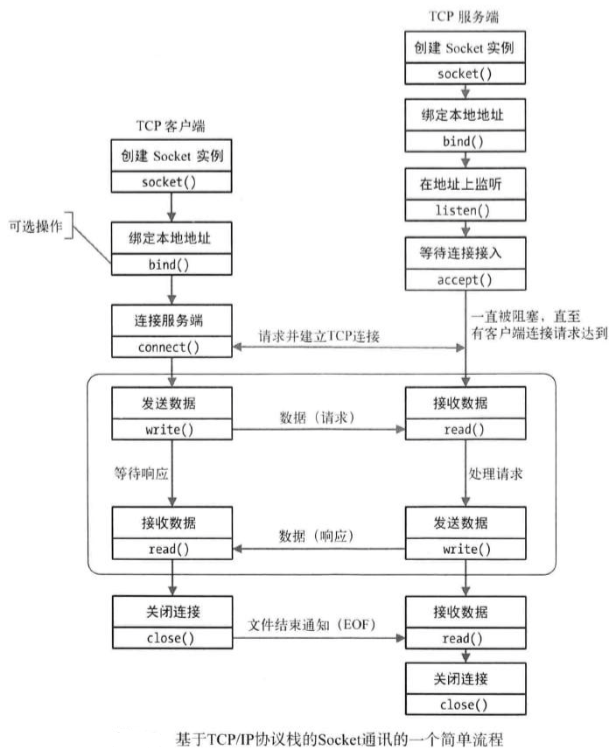 TCP 服务端
创建 Socket 实例
socket()
绑定本地地址
bind()
TCP 客户端
创建 Socket 实例
socket()
在地址上监听
listen()
可选操作
绑定本地地址
bind()
等待连接接入
accept()
连接服务端
connect()
请求并建立TCP连接
一直被阻塞，直至
有客户端连接请求达到
发送数据
write()
数据（请求）
接收数据
read()
等待响应
处理请求
接收数据
read()
数据（响应）
发送数据
write()
关闭连接
close()
文件结束通知（EOF）
接收数据
read()
关闭连接
close()
基于TCP/IP协议栈的Socket通讯的一个简单流程